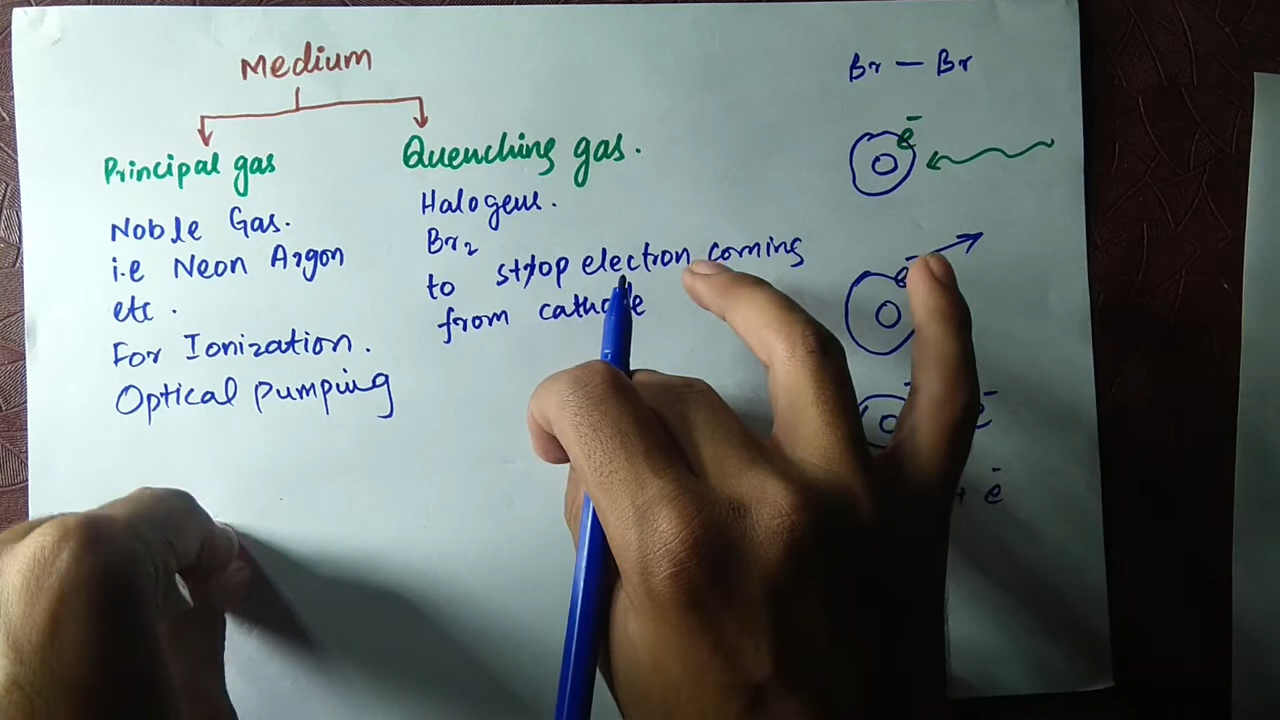 Medium
Principal gas
Noble Gas.
i.e Neon Argon
etc.
For Ionization.
Optical pumping
Quenching gas.
Halogens.
Br2
to stop electron coming
from cathode
Br — Br
e-
e-
e-
+ e-